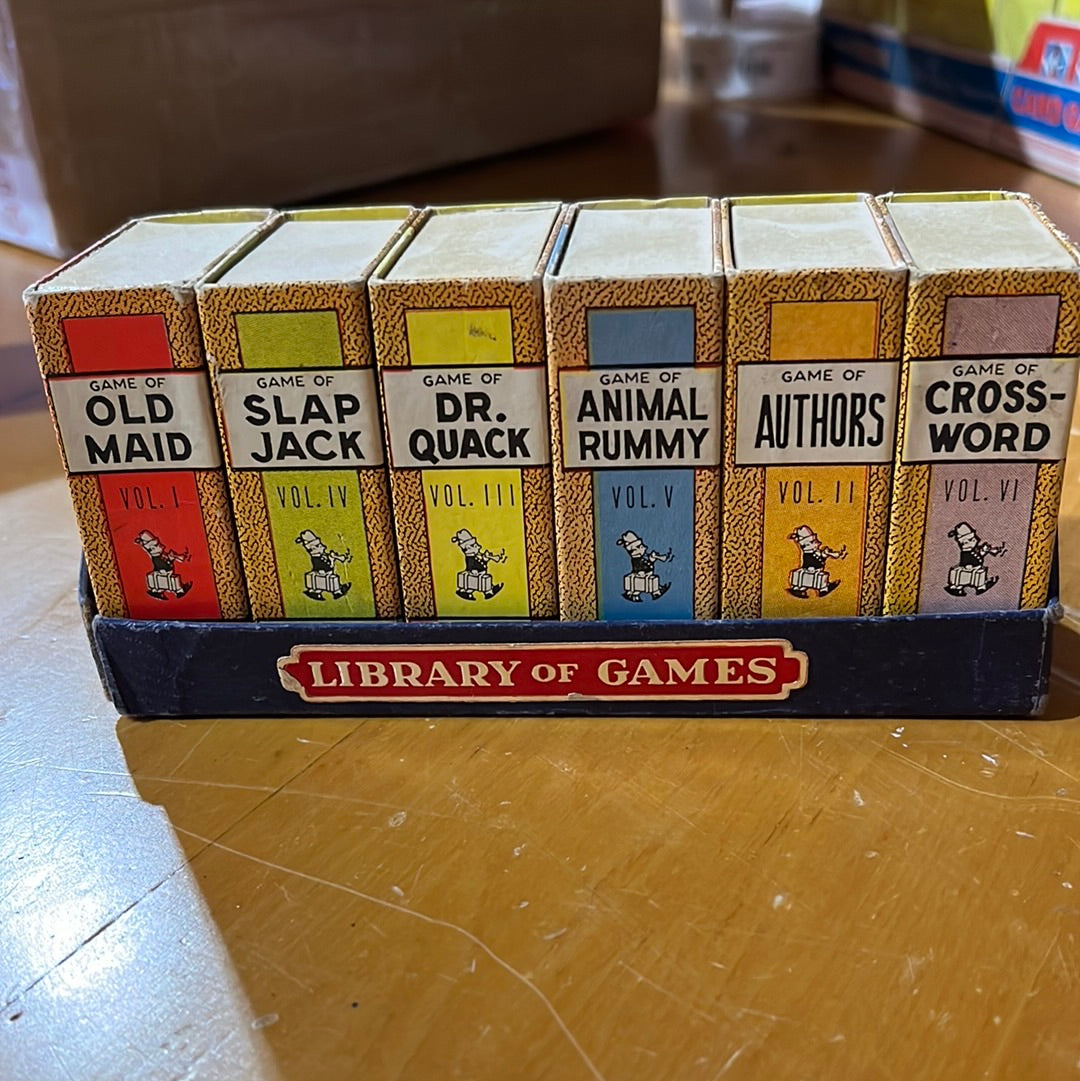 GAME OF
OLD
MAID
VOL. I
GAME OF
SLAP
JACK
VOL. IV
GAME OF
DR.
QUACK
VOL. III
GAME OF
ANIMAL
RUMMY
VOL. V
GAME OF
AUTHORS
VOL. II
GAME OF
CROSS-
WORD
VOL. VI
LIBRARY OF GAMES
CARD